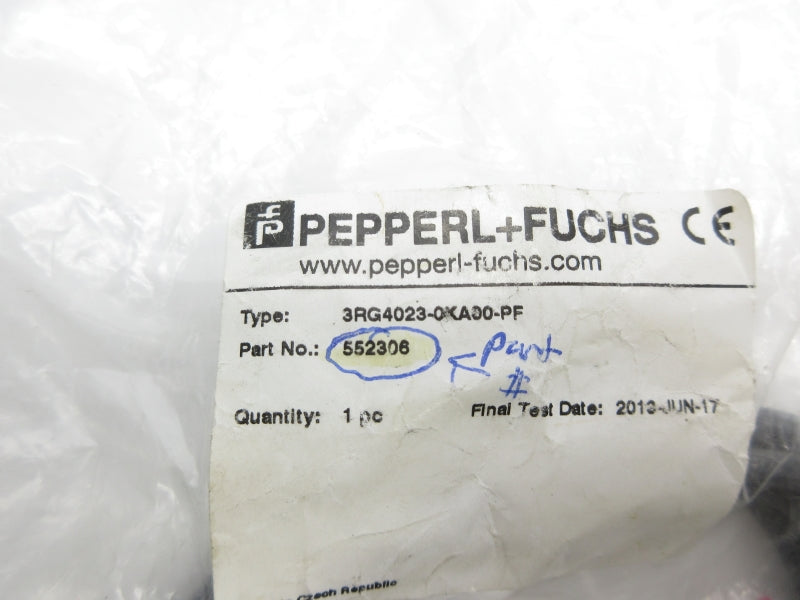 PEPPERL+FUCHS CE
www.pepperl-fuchs.com
Type: 3RG4023-0KA00-PF
Part No.: 552306
Part
#
Quantity: 1 pc Final Test Date: 2013-JUN-17
Czech Republic